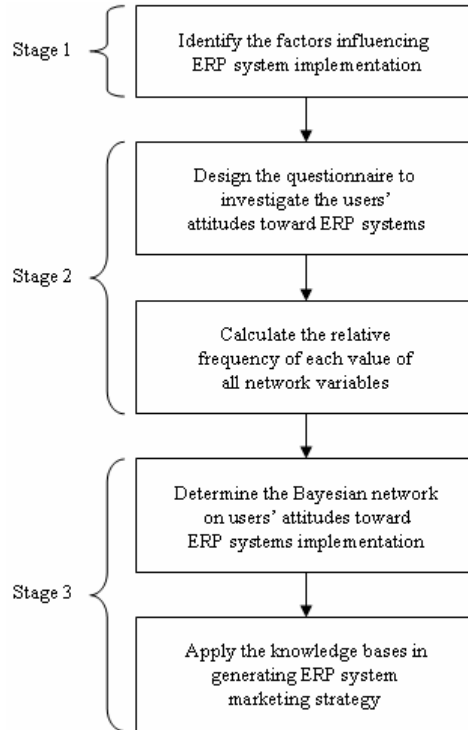 Stage 1
Identify the factors influencing
ERP system implementation
Stage 2
Design the questionnaire to
investigate the users’
attitudes toward ERP systems
Calculate the relative
frequency of each value of
all network variables
Stage 3
Determine the Bayesian network
on users’ attitudes toward
ERP systems implementation
Apply the knowledge bases in
generating ERP system
marketing strategy